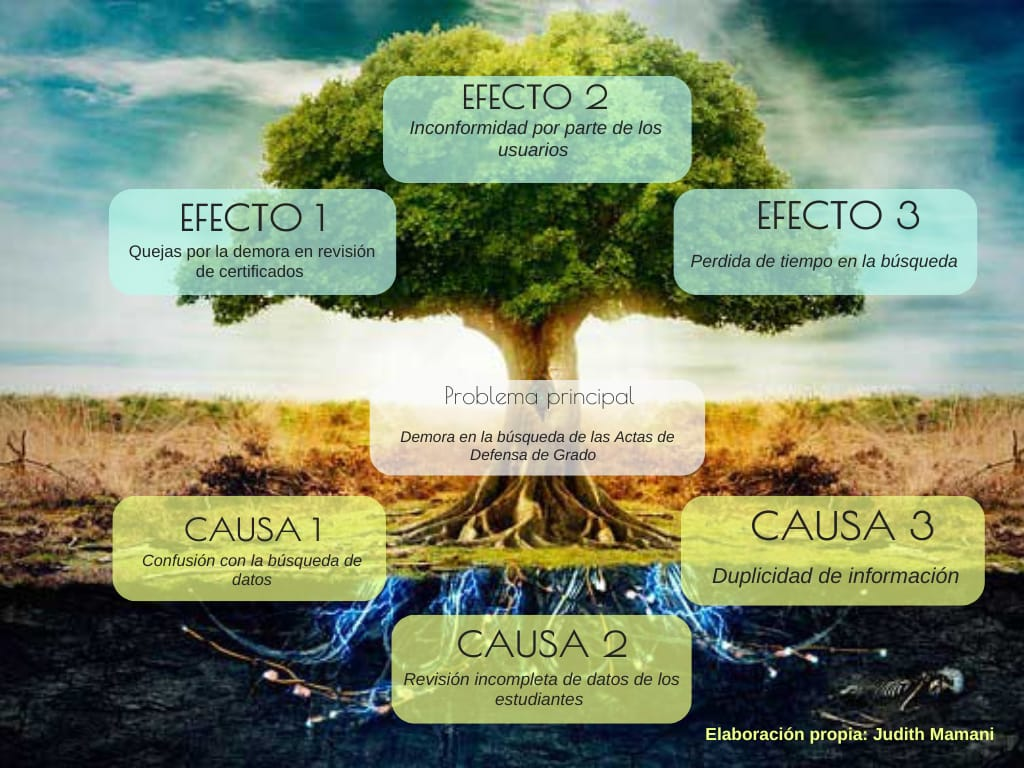 EFECTO 2
Inconformidad por parte de los
usuarios
EFECTO 1
Quejas por la demora en revisión
de certificados
EFECTO 3
Perdida de tiempo en la búsqueda
Problema principal
Demora en la búsqueda de las Actas de
Defensa de Grado
CAUSA 1
Confusión con la búsqueda de
datos
CAUSA 3
Duplicidad de información
CAUSA 2
Revisión incompleta de datos de los
estudiantes
Elaboración propia: Judith Mamani